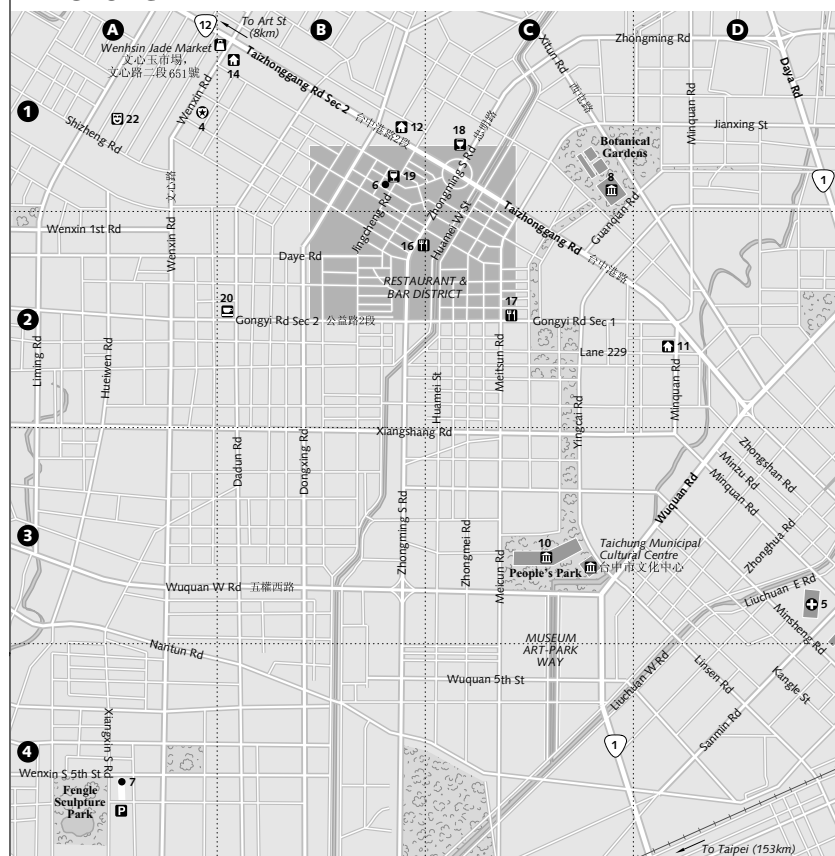 12
To Art St
(8km)
A
B
C
D
Wenhsin Jade Market
文心玉市場,
文心路二段651號
14
Taizhonggang Rd Sec 2
台中港路2段
Xitun Rd
西屯路
Zhongming Rd
Daya Rd
Minquan Rd
1
Wenxin Rd
22
4
Shizheng Rd
12
18
忠明路
Jianxing St
Botanical
Gardens
8
6
19
Zhongming S Rd
Jingcheng Rd
Huamei W St
Taizhonggang Rd
台中港路
Guanqian Rd
1
文心路
Wenxin 1st Rd
Wenxin Rd
Daye Rd
16
RESTAURANT &
BAR DISTRICT
2
20
17
Gongyi Rd Sec 2 公益路2段
Gongyi Rd Sec 1
Lane 229
11
Liming Rd
Hueiwen Rd
Huamei St
Meitsun Rd
Yingcai Rd
Minquan Rd
Xiangshang Rd
Dadun Rd
Dongxing Rd
Zhongshan Rd
Minzu Rd
Minquan Rd
Wuquan Rd
3
Zhongming S Rd
Zhongmei Rd
Meicun Rd
10
People's Park
Taichung Municipal
Cultural Centre
台中市文化中心
Zhonghua Rd
Liuchuan E Rd
5
Minsheng Rd
Wuquan W Rd 五權西路
Nantun Rd
MUSEUM
ART-PARK
WAY
Wuquan 5th St
Liuchuan W Rd
Linsen Rd
Kangle St
Sanmin Rd
Xiangxin S Rd
4
1
Wenxin S 5th St
7
Fengle
Sculpture
Park
P
To Taipei (153km)